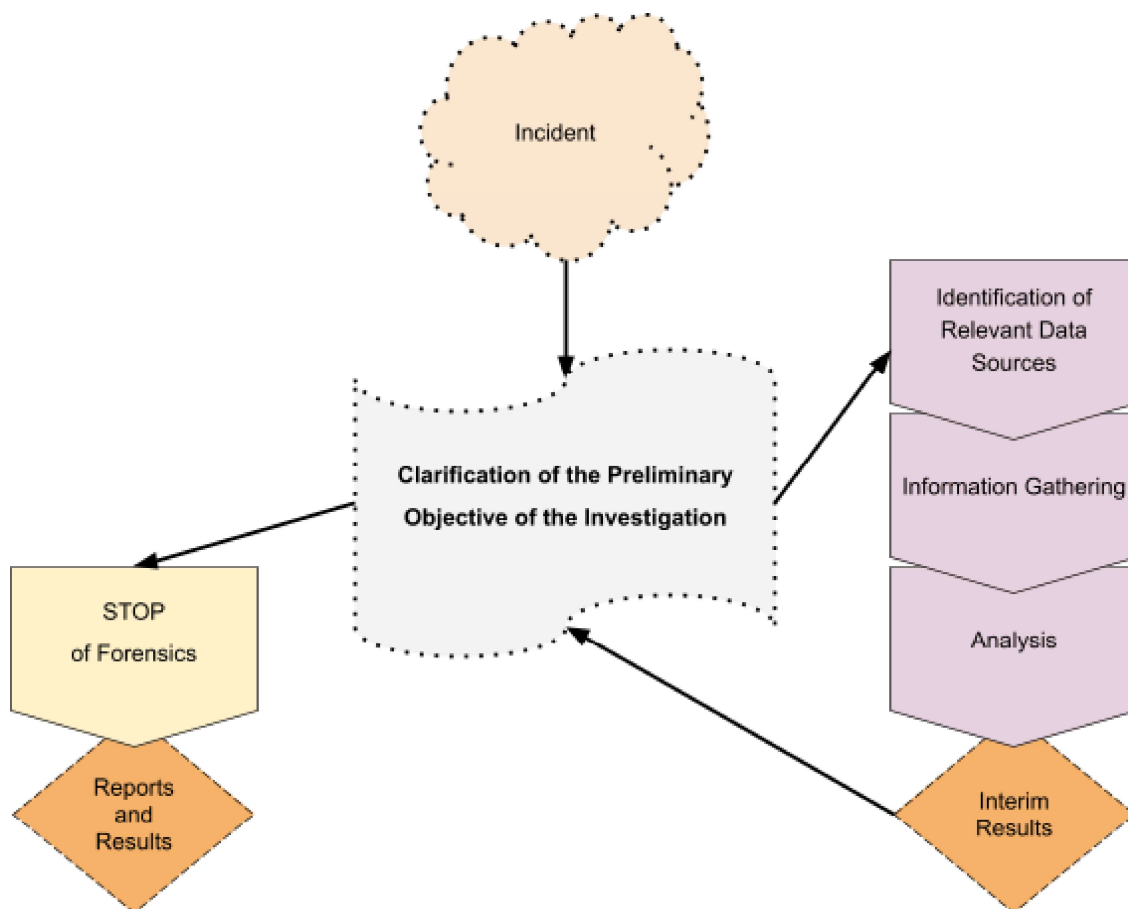 Incident
Identification of
Relevant Data
Sources
Clarification of the Preliminary
Objective of the Investigation
Information Gathering
STOP
of Forensics
Analysis
Reports
and
Results
Interim
Results